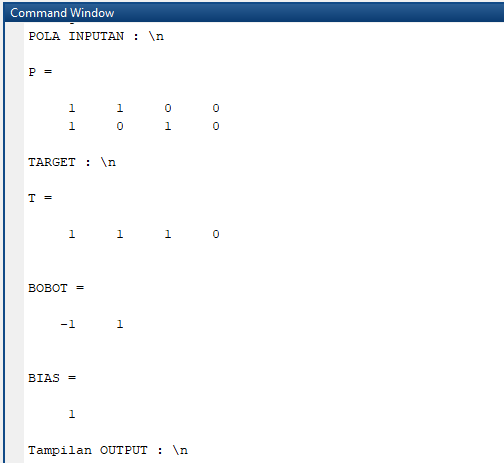 Command Window
POLA INPUTAN : \n
P =
1 1 0 0
1 0 1 0
TARGET : \n
T =
1 1 1 0
BOBOT =
-1 1
BIAS =
1
Tampilan OUTPUT : \n